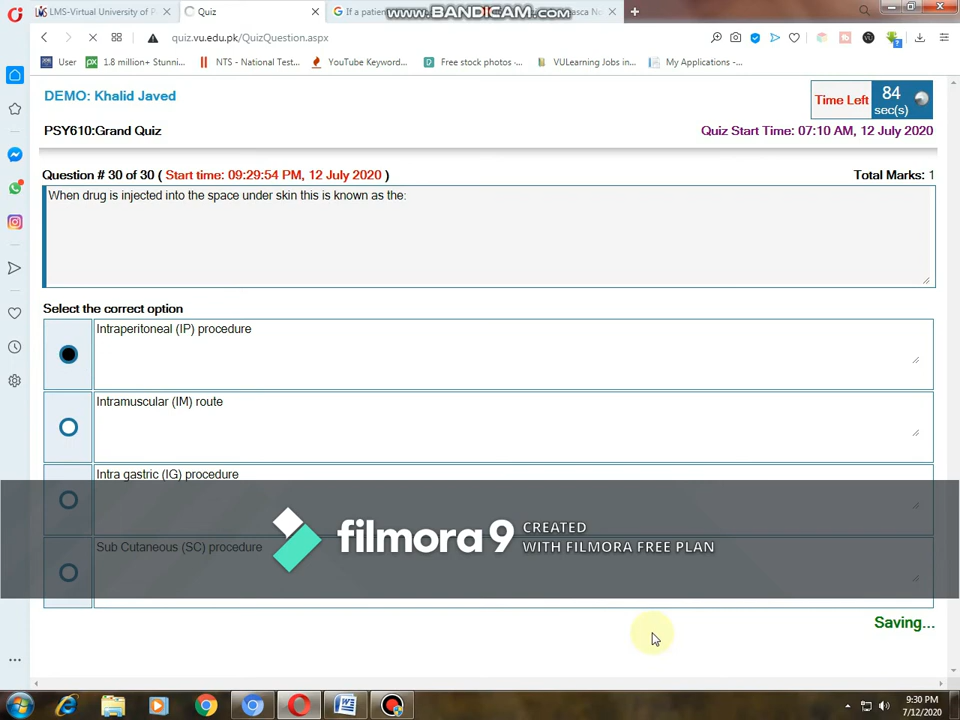 LMS-Virtual University of P
Quiz
If a patien
asca No
www.BANDICAM.com
quiz.vu.edu.pk/QuizQuestion.aspx
User
1.8 million+ Stunni...
NTS - National Test...
YouTube Keyword...
Free stock photos -...
VULearning Jobs in...
My Applications -...
DEMO: Khalid Javed
Time Left
84
sec(s)
PSY610:Grand Quiz
Quiz Start Time: 07:10 AM, 12 July 2020
Question # 30 of 30 ( Start time: 09:29:54 PM, 12 July 2020 )
Total Marks: 1
When drug is injected into the space under skin this is known as the:
Select the correct option
Intraperitoneal (IP) procedure
Intramuscular (IM) route
Intra gastric (IG) procedure
filmora9
CREATED
WITH FILMORA FREE PLAN
Sub Cutaneous (SC) procedure
Saving...
9:30 PM
7/12/2020